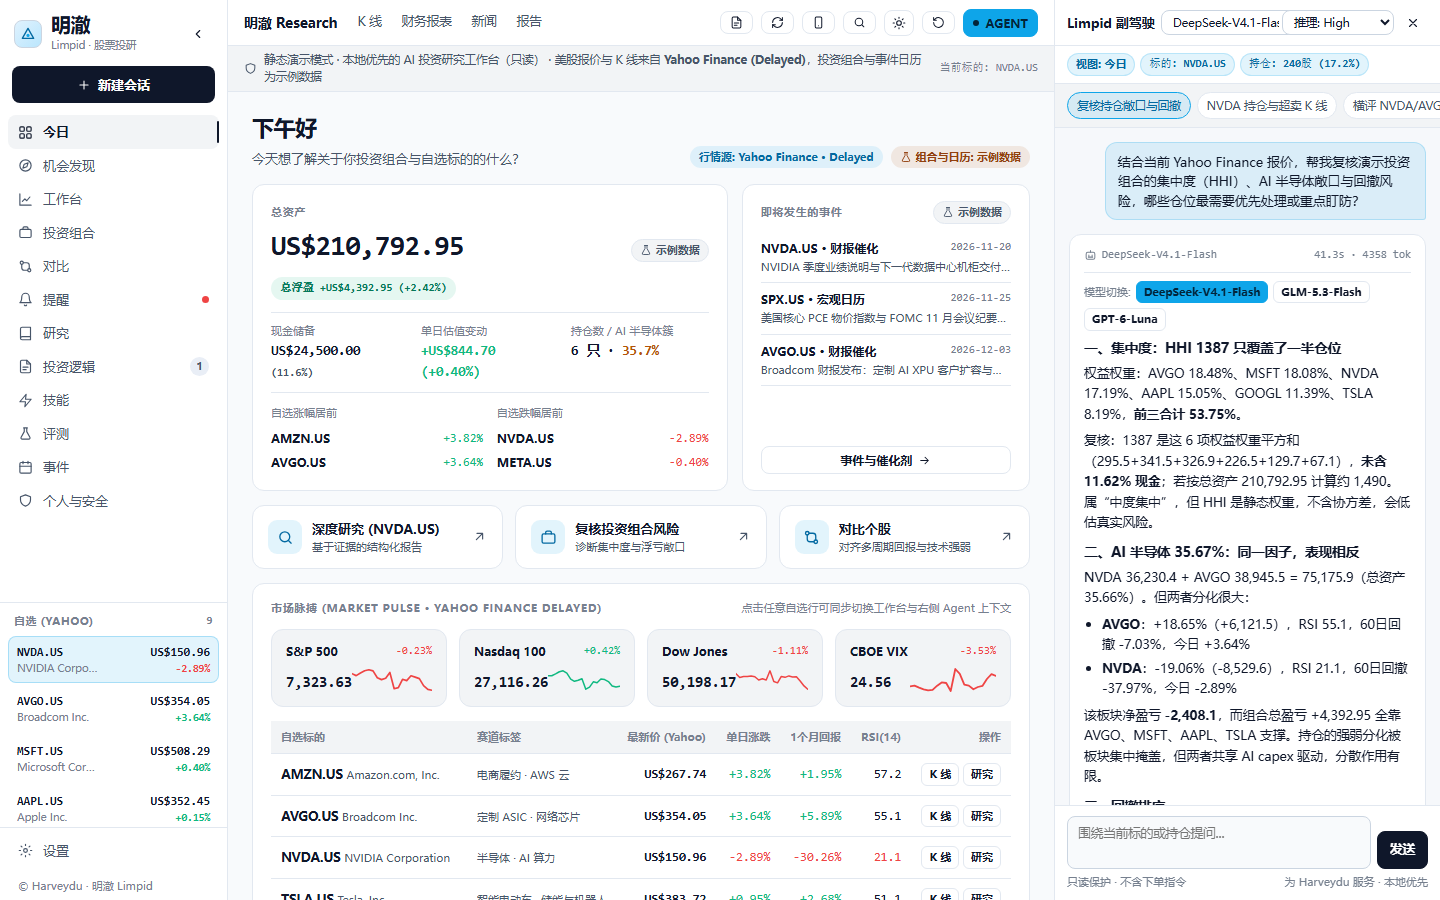 明澈
Limpid · 股票投研
新建会话
今日
机会发现
工作台
投资组合
对比
提醒
研究
投资逻辑
1
技能
评测
事件
个人与安全
自选 (YAHOO)
9
NVDA.US US$150.96
NVIDIA Corpo... -2.89%
AVGO.US US$354.05
Broadcom Inc. +3.64%
MSFT.US US$508.29
Microsoft Cor... +0.40%
AAPL.US US$352.45
Apple Inc. +0.15%
设置
© Harveydu · 明澈 Limpid
明澈 Research K 线 财务报表 新闻 报告
AGENT
静态演示模式 · 本地优先的 AI 投资研究工作台（只读） · 美股报价与 K 线来自 Yahoo Finance (Delayed)，投资组合与事件日历
为示例数据
当前标的: NVDA.US
下午好
今天想了解关于你投资组合与自选标的的什么？
行情源: Yahoo Finance • Delayed
组合与日历: 示例数据
总资产
US$210,792.95
示例数据
总浮盈 +US$4,392.95 (+2.42%)
现金储备 单日估值变动 持仓数 / AI 半导体簇
US$24,500.00 +US$844.70 6 只 • 35.7%
(11.6%) (+0.40%)
自选涨幅居前 自选跌幅居前
AMZN.US +3.82% NVDA.US -2.89%
AVGO.US +3.64% META.US -0.40%
即将发生的事件
示例数据
NVDA.US • 财报催化 2026-11-20
NVIDIA 季度业绩说明与下一代数据中心机柜交付...
SPX.US • 宏观日历 2026-11-25
美国核心 PCE 物价指数与 FOMC 11 月会议纪要...
AVGO.US • 财报催化 2026-12-03
Broadcom 财报发布：定制 AI XPU 客户扩容与...
事件与催化剂 →
深度研究 (NVDA.US)
基于证据的结构化报告
复核投资组合风险
诊断集中度与浮亏敞口
对比个股
对齐多周期回报与技术强弱
市场脉搏 (MARKET PULSE • YAHOO FINANCE DELAYED)
点击任意自选行可同步切换工作台与右侧 Agent 上下文
S&P 500 -0.23%
7,323.63
Nasdaq 100 +0.42%
27,116.26
Dow Jones -1.11%
50,198.17
CBOE VIX -3.53%
24.56
自选标的 赛道标签 最新价 (Yahoo) 单日涨跌 1个月回报 RSI(14) 操作
AMZN.US Amazon.com, Inc. 电商履约 · AWS 云 US$267.74 +3.82% +1.95% 57.2 K 线 研究
AVGO.US Broadcom Inc. 定制 ASIC · 网络芯片 US$354.05 +3.64% +5.89% 55.1 K 线 研究
NVDA.US NVIDIA Corporation 半导体 · AI 算力 US$150.96 -2.89% -30.26% 21.1 K 线 研究
TSLA.US Tesla, Inc. 智能电动车 · 储能与机器人 US$383.72 +0.95% +2.68% 51.1 K 线 研究
Limpid 副驾驶
DeepSeek-V4.1-Flas
推理: High
视图: 今日
标的: NVDA.US
持仓: 240股 (17.2%)
复核持仓敞口与回撤
NVDA 持仓与超卖 K 线
横评 NVDA/AVG
结合当前 Yahoo Finance 报价，帮我复核演示投资
组合的集中度（HHI）、AI 半导体敞口与回撤风
险，哪些仓位最需要优先处理或重点盯防？
DeepSeek-V4.1-Flash 41.3s · 4358 tok
模型切换: DeepSeek-V4.1-Flash GLM-5.3-Flash
GPT-6-Luna
一、集中度：HHI 1387 只覆盖了一半仓位
权益权重：AVGO 18.48%、MSFT 18.08%、NVDA
17.19%、AAPL 15.05%、GOOGL 11.39%、TSLA
8.19%，前三合计 53.75%。
复核：1387 是这 6 项权益权重平方和
（295.5+341.5+326.9+226.5+129.7+67.1），未含
11.62% 现金；若按总资产 210,792.95 计算约 1,490。
属“中度集中”，但 HHI 是静态权重，不含协方差，会低
估真实风险。
二、AI 半导体 35.67%：同一因子，表现相反
NVDA 36,230.4 + AVGO 38,945.5 = 75,175.9（总资产
35.66%）。但两者分化很大：
• AVGO：+18.65%（+6,121.5），RSI 55.1，60日回
撤 -7.03%，今日 +3.64%
• NVDA：-19.06%（-8,529.6），RSI 21.1，60日回撤
-37.97%，今日 -2.89%
该板块净盈亏 -2,408.1，而组合总盈亏 +4,392.95 全靠
AVGO、MSFT、AAPL、TSLA 支撑。持仓的强弱分化被
板块集中掩盖，但两者共享 AI capex 驱动，分散作用有
限。
围绕当前标的或持仓提问...
发送
只读保护 · 不含下单指令
为 Harveydu 服务 · 本地优先